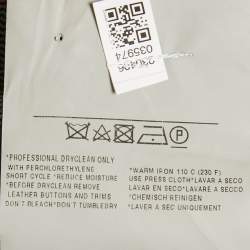 035974
P
*PROFESSIONAL DRYCLEAN ONLY
WITH PERCHLORETHYLENE
SHORT CYCLE-REDUCE MOISTURE
*BEFORE DRYCLEAN REMOVE
LEATHER BUTTONS AND TRIMS
DON'T BLEACH*DON'T TUMBLEDRY
*WARM IRON 110 C (230 F)
USE PRESS CLOTH*LAVAR A SECO
LAVAR EN SECO*LAVARE A SECO
*CHEMISCH REINIGEN
*LAVER A SEC UNIQUEMENT